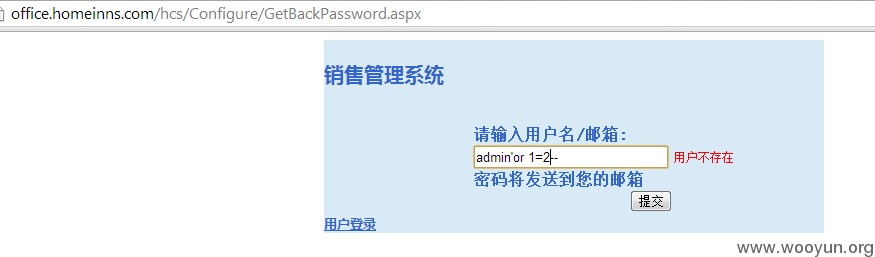 office.homeinns.com/hcs/Configure/GetBackPassword.aspx
销售管理系统
请输入用户名/邮箱：
admin'or 1=2-- 用户不存在
密码将发送到您的邮箱
提交
用户登录
www.wooyun.org